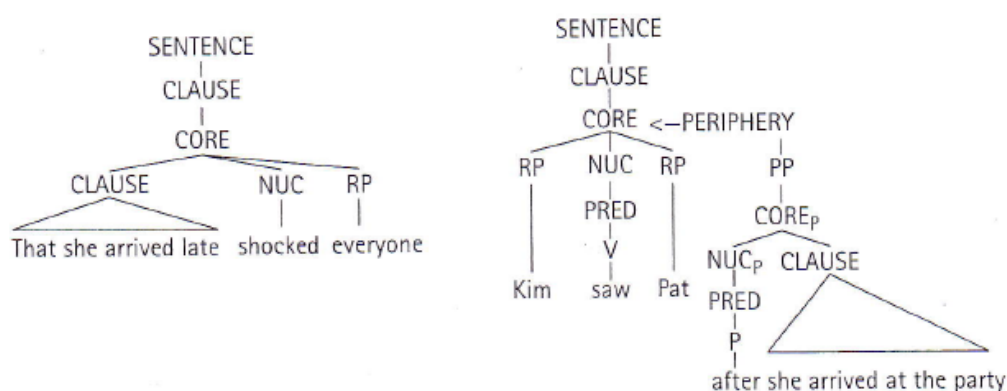 SENTENCE
CLAUSE
CORE
CLAUSE NUC RP
That she arrived late shocked everyone
SENTENCE
CLAUSE
CORE <–PERIPHERY
RP NUC RP PP
PRED COREP
V NUCP CLAUSE
Kim saw Pat PRED
P
after she arrived at the party